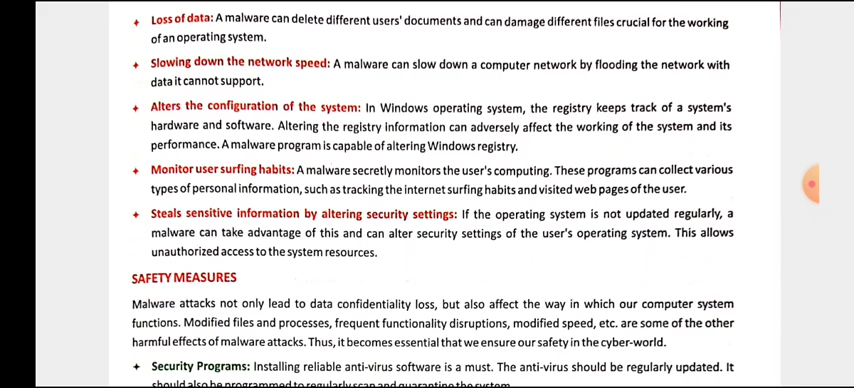 Loss of data: A malware can delete different users' documents and can damage different files crucial for the working
of an operating system.
Slowing down the network speed: A malware can slow down a computer network by flooding the network with
data it cannot support.
Alters the configuration of the system: In Windows operating system, the registry keeps track of a system's
hardware and software. Altering the registry information can adversely affect the working of the system and its
performance. A malware program is capable of altering Windows registry.
Monitor user surfing habits: A malware secretly monitors the user's computing. These programs can collect various
types of personal information, such as tracking the internet surfing habits and visited web pages of the user.
Steals sensitive information by altering security settings: If the operating system is not updated regularly, a
malware can take advantage of this and can alter security settings of the user's operating system. This allows
unauthorized access to the system resources.
SAFETY MEASURES
Malware attacks not only lead to data confidentiality loss, but also affect the way in which our computer system
functions. Modified files and processes, frequent functionality disruptions, modified speed, etc. are some of the other
harmful effects of malware attacks. Thus, it becomes essential that we ensure our safety in the cyber-world.
Security Programs: Installing reliable anti-virus software is a must. The anti-virus should be regularly updated. It
should also be programmed to regularly scan and quarantine the system.